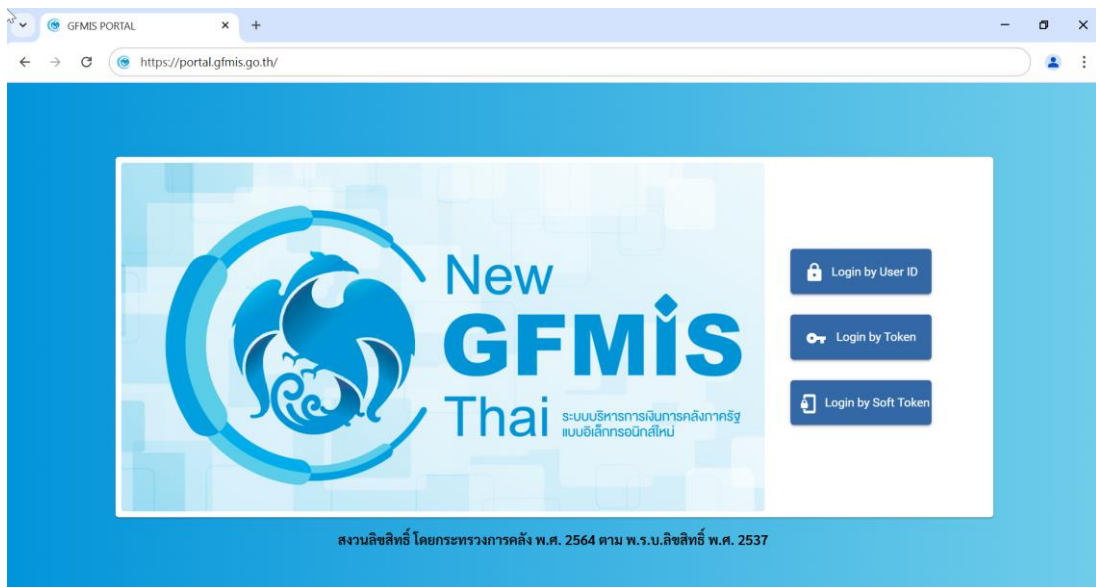 GFMIS PORTAL
https://portal.gfmis.go.th/
New
GFMIS
Thai
ระบบบริหารการเงินการคลังภาครัฐ
แบบอิเล็กทรอนิกส์ใหม่
Login by User ID
Login by Token
Login by Soft Token
สงวนลิขสิทธิ์ โดยกระทรวงการคลัง พ.ศ. 2564 ตาม พ.ร.บ.ลิขสิทธิ์ พ.ศ. 2537